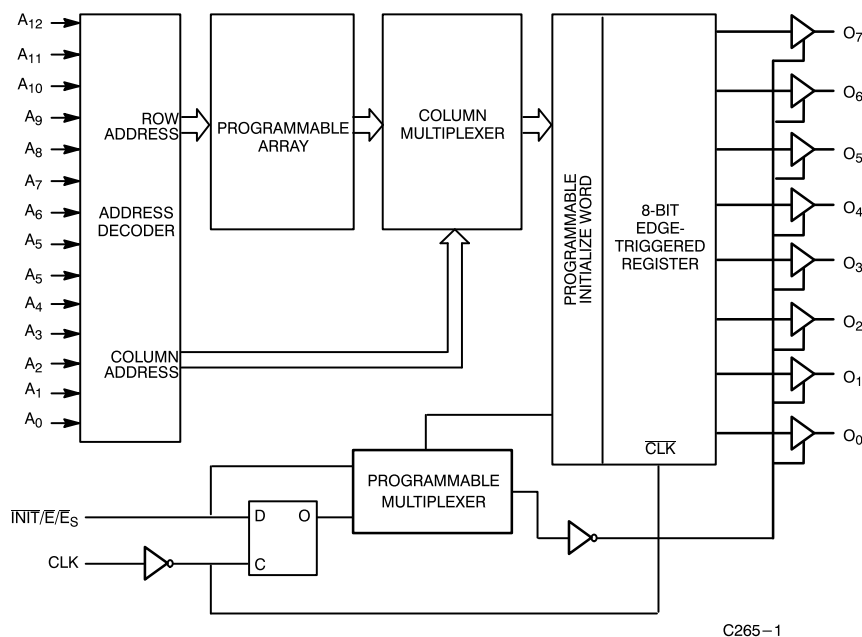 A12
A11
A10
A9
A8
A7
A6
A5
A5
A4
A3
A2
A1
A0
ROW
ADDRESS
ADDRESS
DECODER
COLUMN
ADDRESS
PROGRAMMABLE
ARRAY
COLUMN
MULTIPLEXER
PROGRAMMABLE
INITIALIZE WORD
8-BIT
EDGE-
TRIGGERED
REGISTER
CLK
O7
O6
O5
O4
O3
O2
O1
O0
PROGRAMMABLE
MULTIPLEXER
INIT/E/ES
D O
C
CLK
C265-1